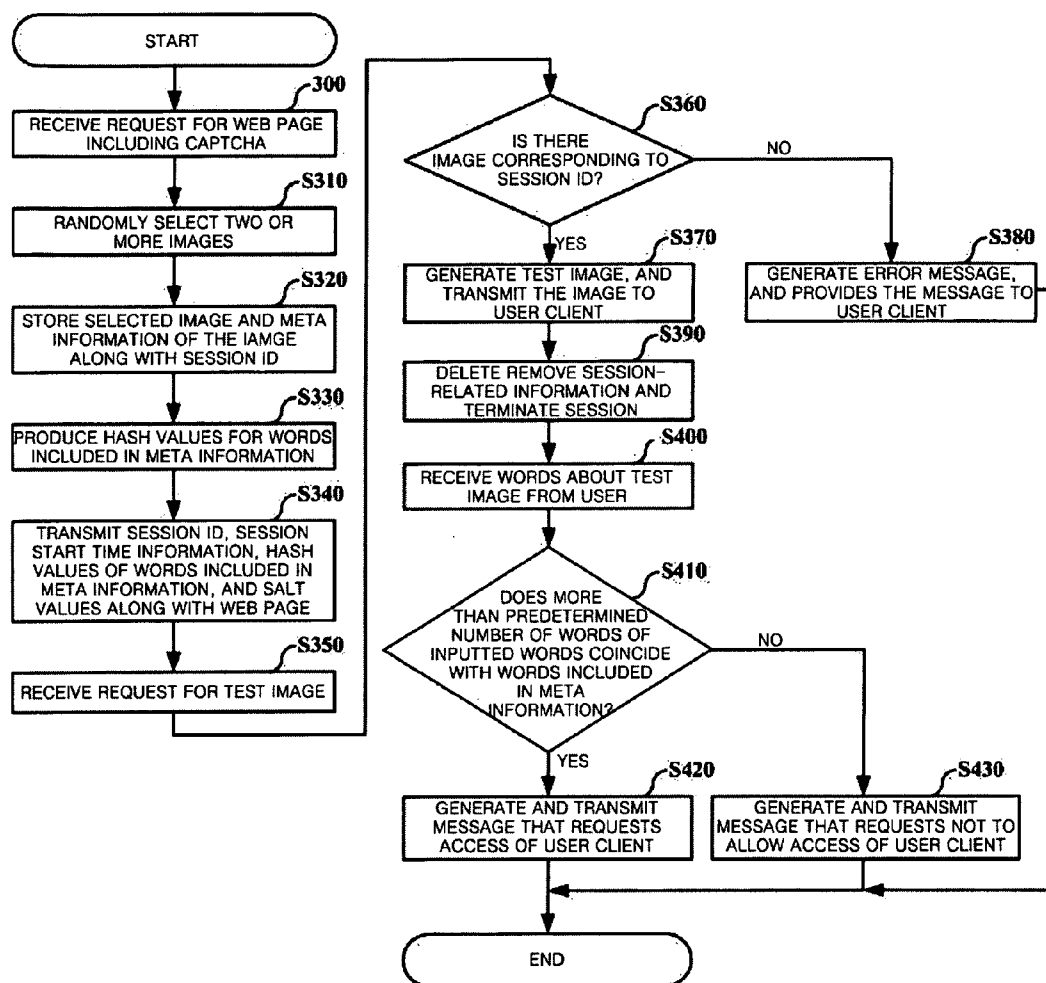 START
300
RECEIVE REQUEST FOR WEB PAGE
INCLUDING CAPTCHA
S310
RANDOMLY SELECT TWO OR
MORE IMAGES
S320
STORE SELECTED IMAGE AND META
INFORMATION OF THE IAMGE
ALONG WITH SESSION ID
S330
PRODUCE HASH VALUES FOR WORDS
INCLUDED IN META INFORMATION
S340
TRANSMIT SESSION ID, SESSION
START TIME INFORMATION, HASH
VALUES OF WORDS INCLUDED IN
META INFORMATION, AND SALT
VALUES ALONG WITH WEB PAGE
S350
RECEIVE REQUEST FOR TEST IMAGE
S360
IS THERE
IMAGE CORRESPONDING TO
SESSION ID?
NO
YES
S370
GENERATE TEST IMAGE, AND
TRANSMIT THE IMAGE TO
USER CLIENT
S380
GENERATE ERROR MESSAGE,
AND PROVIDES THE MESSAGE TO
USER CLIENT
S390
DELETE REMOVE SESSION-
RELATED INFORMATION AND
TERMINATE SESSION
S400
RECEIVE WORDS ABOUT TEST
IMAGE FROM USER
S410
DOES MORE
THAN PREDETERMINED
NUMBER OF WORDS OF
INPUTTED WORDS COINCIDE
WITH WORDS INCLUDED
IN META
INFORMATION?
NO
YES
S420
GENERATE AND TRANSMIT
MESSAGE THAT REQUESTS
ACCESS OF USER CLIENT
S430
GENERATE AND TRANSMIT
MESSAGE THAT REQUESTS NOT TO
ALLOW ACCESS OF USER CLIENT
END